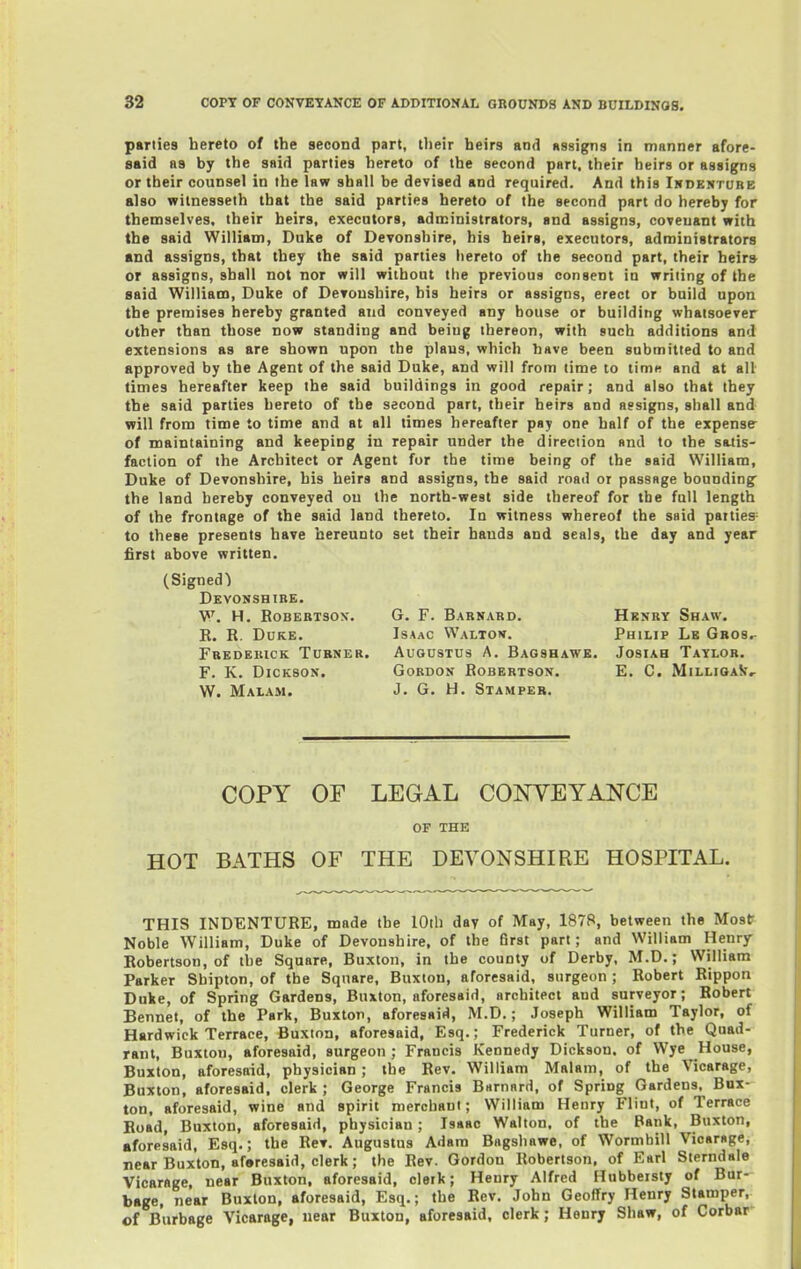 32 COPY OF CONVEYANCE OF ADDITIONAL GROUNDS AND BUILDINGS.
parties hereto of the second part, their heirs and assigns in manner afore-
said as by the said parties hereto of the second part, their heirs or assigns
or their counsel in the law shall be devised and required. And this INDENTURE
also witnesseth that the said parties hereto of the second part do hereby for
themselves, their heirs, executors, administrators, and assigns, covenant with
the said William, Duke of Devonshire, his heirs, executors, administrators
and assigns, that they the said parties hereto of the second part, their heirs
or assigns, shall not nor will without the previous consent in writing of the
said William, Duke of Devonshire, his heirs or assigns, erect or build upon
the premises hereby granted and conveyed any house or building whatsoever
other than those now standing and being thereon, with such additions and
extensions as are shown upon the plans, which have been submitted to and
approved by the Agent of the said Duke, and will from time to time and at all
times hereafter keep the said buildings in good repair; and also that they
the said parties hereto of the second part, their heirs and assigns, shall and
will from time to time and at all times hereafter pay one half of the expense
of maintaining and keeping in repair under the direction and to the satis-
faction of the Architect or Agent for the time being of the said William,
Duke of Devonshire, his heirs and assigns, the said road or passage bounding
the land hereby conveyed on the north-west side thereof for the full length
of the frontage of the said land thereto. In witness whereof the said parties
to these presents have hereunto set their hands and seals, the day and year
first above written.
(Signed)
DEVONSHIRE.
W. H. ROBERTSON. G. F. BARNARD. HENRY SHAW.
R. R. DUKE. ISAAC WALTON. PHILIP LE GROS.
FREDERICK TURNER. AUGUSTUS A. BAGSHAWE. JOSIAH TAYLOR.
F. K. DICKSON. GORDON ROBERTSON. E. C. MILLIGAN.
W. MALAM. J. G. H. STAMPER.
COPY OF LEGAL CONVEYANCE
OF THE
HOT BATHS OF THE DEVONSHIRE HOSPITAL.
THIS INDENTURE, made the 10th day of May, 1878, between the Most
Noble William, Duke of Devonshire, of the first part; and William Henry
Robertson, of the Square, Buxton, in the county of Derby, M.D.; William
Parker Shipton, of the Square, Buxton, aforesaid, surgeon; Robert Rippon
Duke, of Spring Gardens, Buxton, aforesaid, architect and surveyor; Robert
Bennet, of the Park, Buxton, aforesaid, M.D.; Joseph William Taylor, of
Hardwick Terrace, Buxton, aforesaid, Esq.; Frederick Turner, of the Quad-
rant, Buxton, aforesaid, surgeon; Francis Kennedy Dickson, of Wye House,
Buxton, aforesaid, physician; the Rev. William Malam, of the Vicarage,
Buxton, aforesaid, clerk; George Francis Barnard, of Spring Gardens, Bux-
ton, aforesaid, wine and spirit merchant; William Henry Flint, of Terrace
Road, Buxton, aforesaid, physician; Isaac Walton, of the Bank, Buxton,
aforesaid, Esq.; the Rev. Augustus Adam Bagshawe, of Wormhill Vicarage,
near Buxton, aforesaid, clerk; the Rev. Gordon Robertson, of Earl Sterndale
Vicarage, near Buxton, aforesaid, clerk; Henry Alfred Hubbersty of Bur-
bage, near Buxton, aforesaid, Esq.; the Rev. John Geoffry Henry Stamper,
of Burbage Vicarage, near Buxton, aforesaid, clerk; Henry Shaw, of Corbar